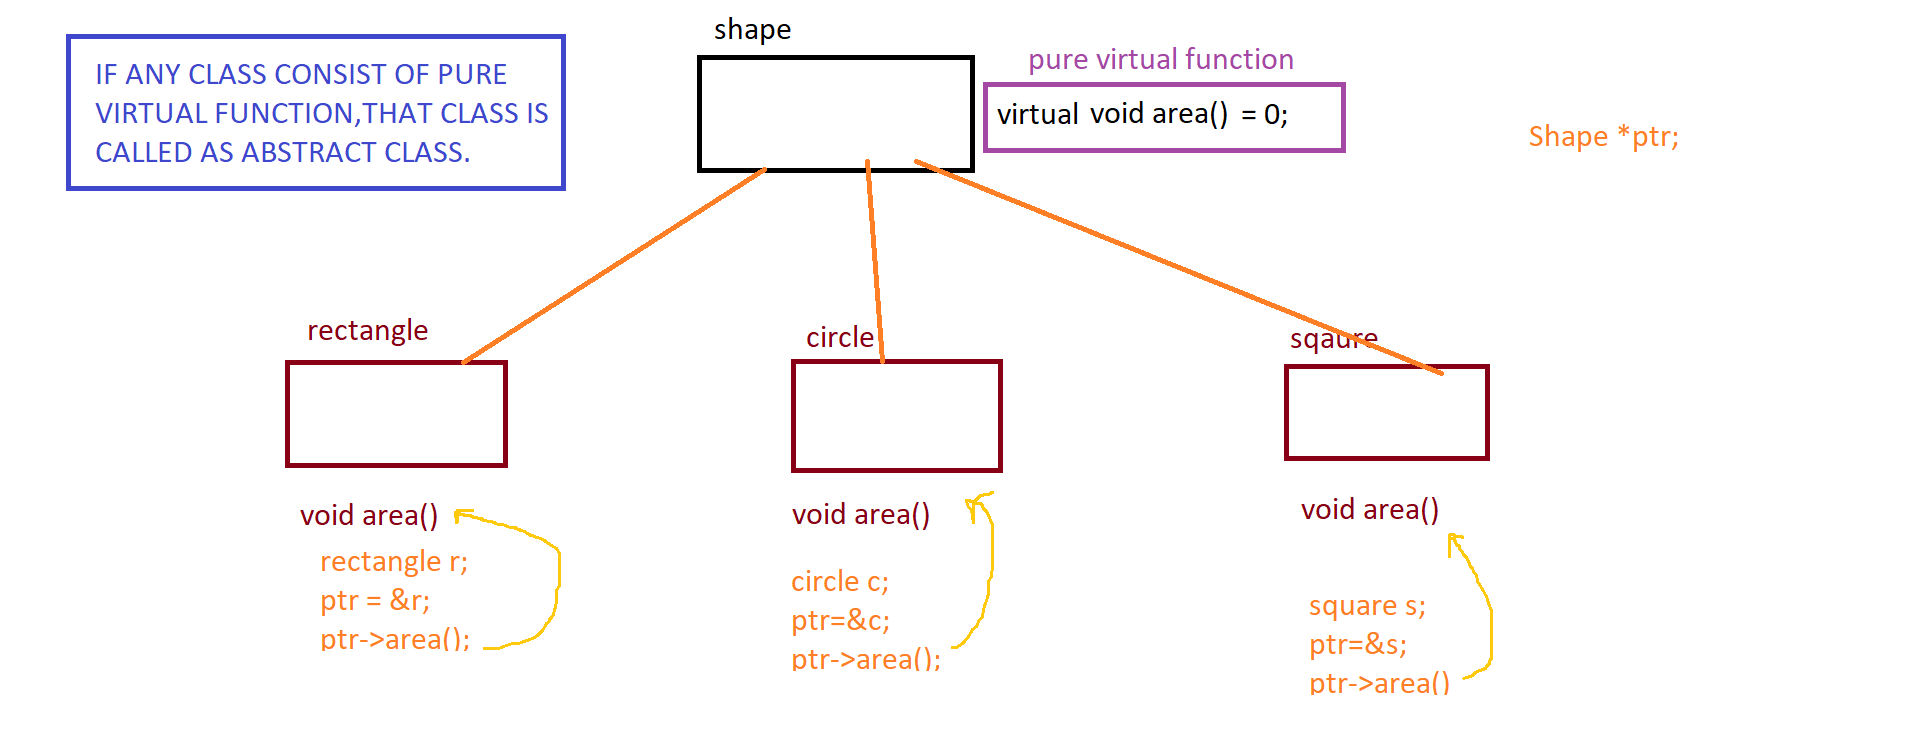 shape
IF ANY CLASS CONSIST OF PURE
VIRTUAL FUNCTION,THAT CLASS IS
CALLED AS ABSTRACT CLASS.
pure virtual function
virtual void area() = 0;
Shape *ptr;
rectangle
void area()
rectangle r;
ptr = &r;
ptr->area();
circle
void area()
circle c;
ptr=&c;
ptr->area();
sqaure
void area()
square s;
ptr=&s;
ptr->area()